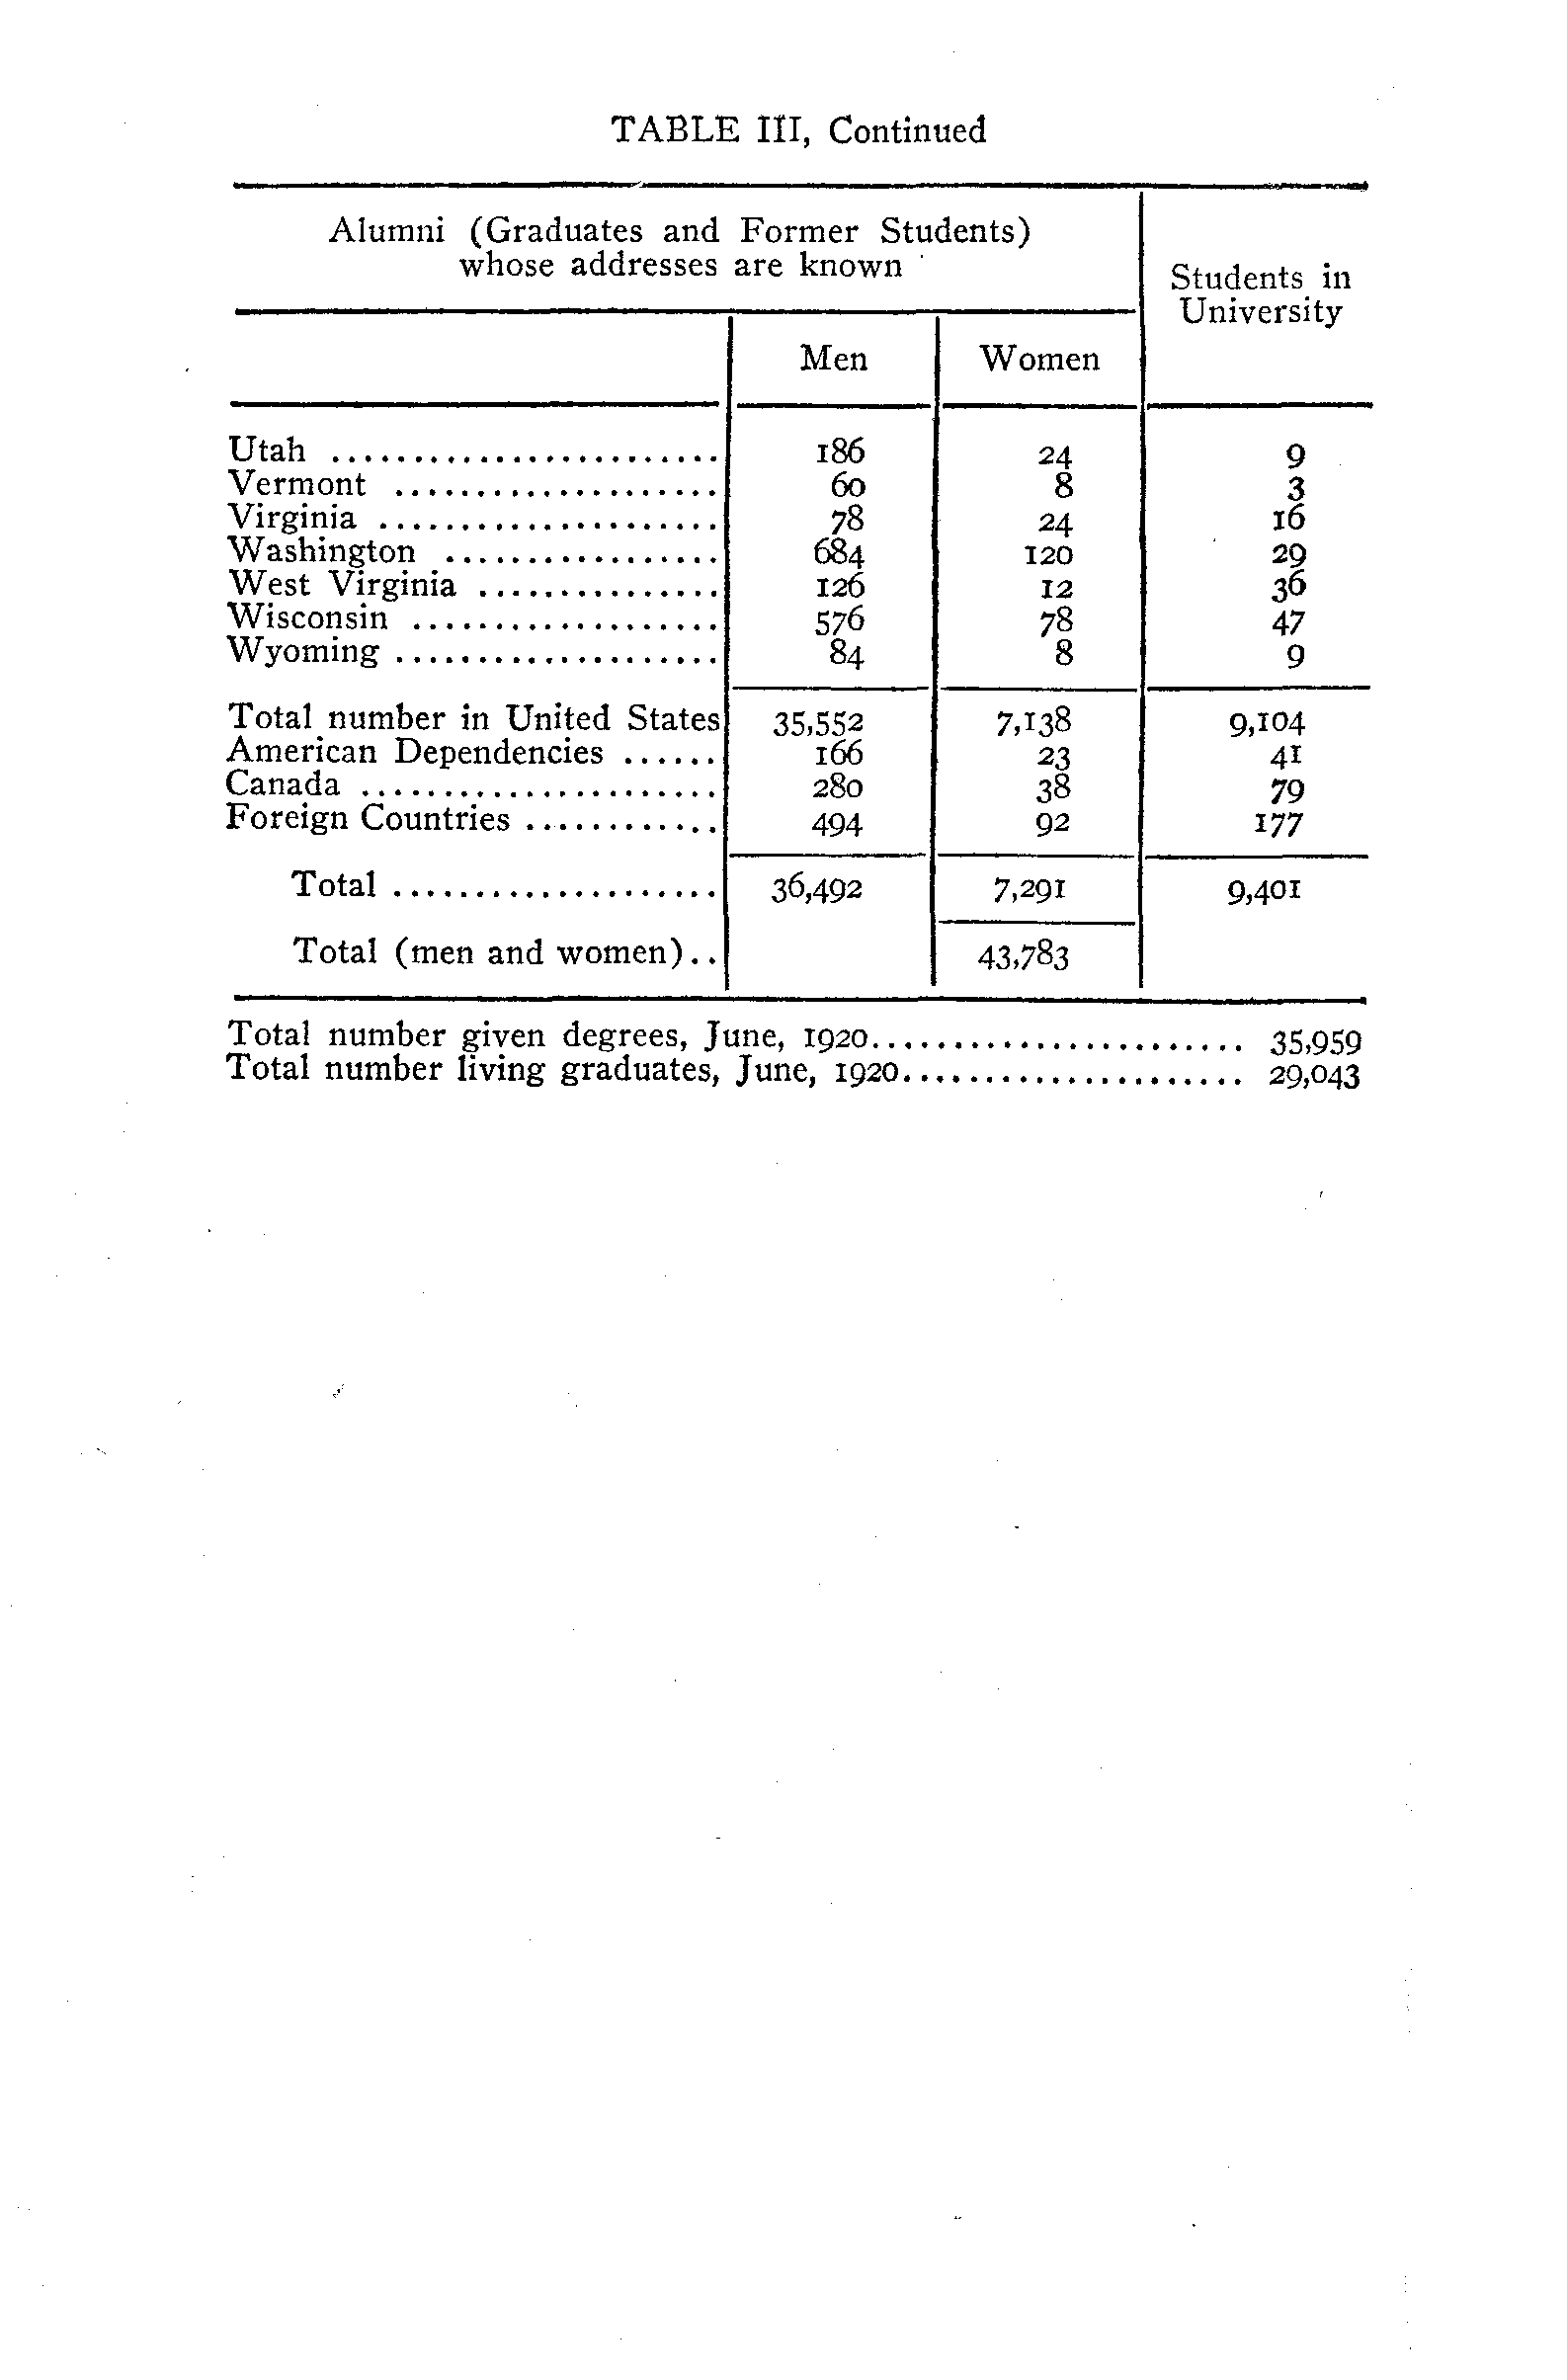 TABLE III, Continued
Alumni (Graduates and Former Students)
whose addresses are known
Students in
University
Men Women
Utah ........................ 186 24 9
Vermont .................... 60 8 3
Virginia ..................... 78 24 16
Washington ................. 684 120 29
West Virginia ............... 126 12 36
Wisconsin ................... 576 78 47
Wyoming .................... 84 8 9
Total number in United States 35,552 7,138 9,104
American Dependencies ...... 166 23 41
Canada ...................... 280 38 79
Foreign Countries ............ 494 92 177
Total .................... 36,492 7,291 9,401
Total (men and women).. 43,783
Total number given degrees, June, 1920....................... 35,959
Total number living graduates, June, 1920..................... 29,043